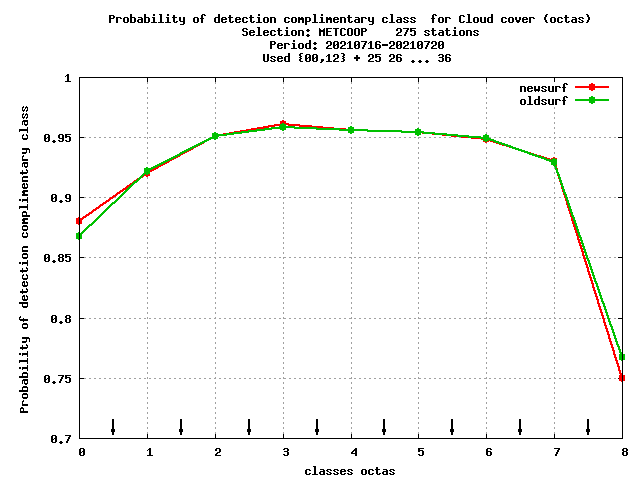 Probability of detection complimentary class  for Cloud cover (octas)
Selection: METCOOP    275 stations
Period: 20210716-20210720
Used {00,12} + 25 26 ... 36
newsurf
oldsurf
1
0.95
0.9
0.85
0.8
0.75
0.7
Probability of detection complimentary class
0 1 2 3 4 5 6 7 8
classes octas